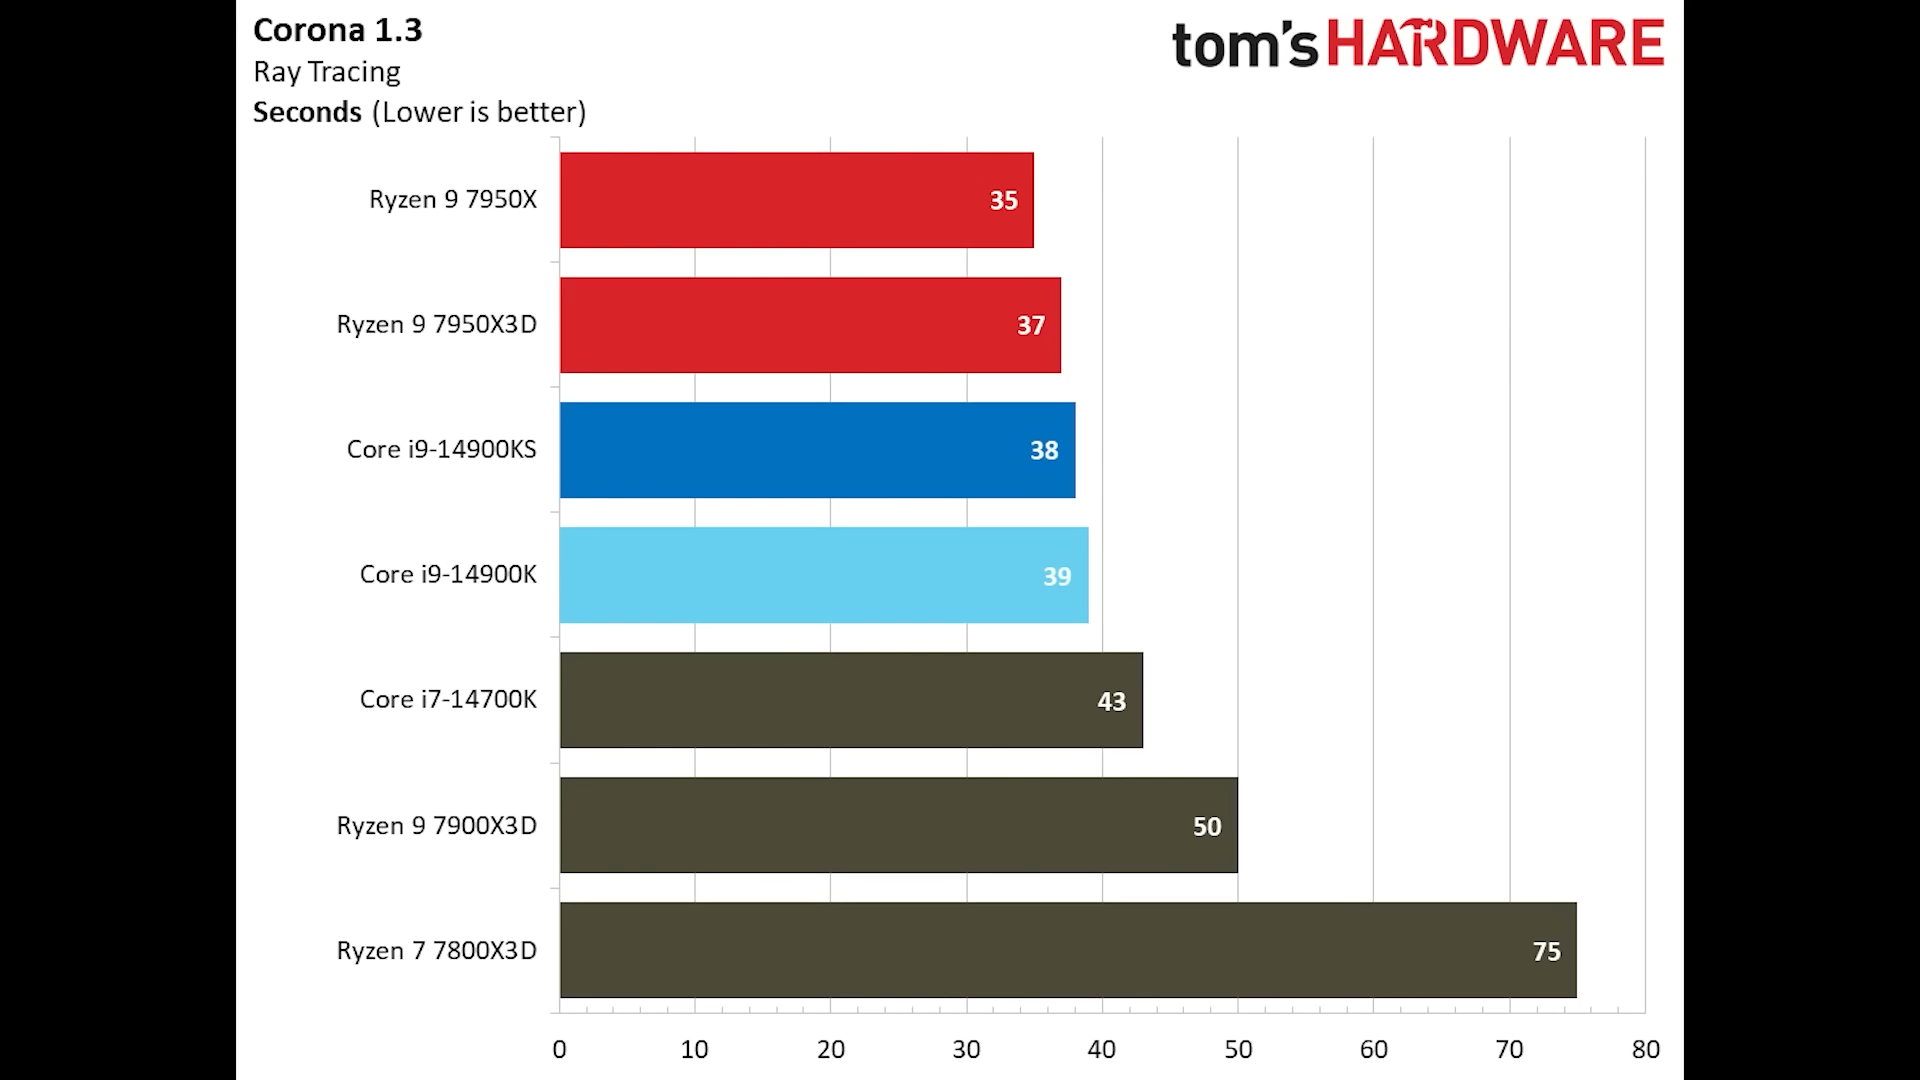 Corona 1.3
tom's HARDWARE
Ray Tracing
Seconds (Lower is better)
Ryzen 9 7950X 35
Ryzen 9 7950X3D 37
Core i9-14900KS 38
Core i9-14900K 39
Core i7-14700K 43
Ryzen 9 7900X3D 50
Ryzen 7 7800X3D 75
0 10 20 30 40 50 60 70 80